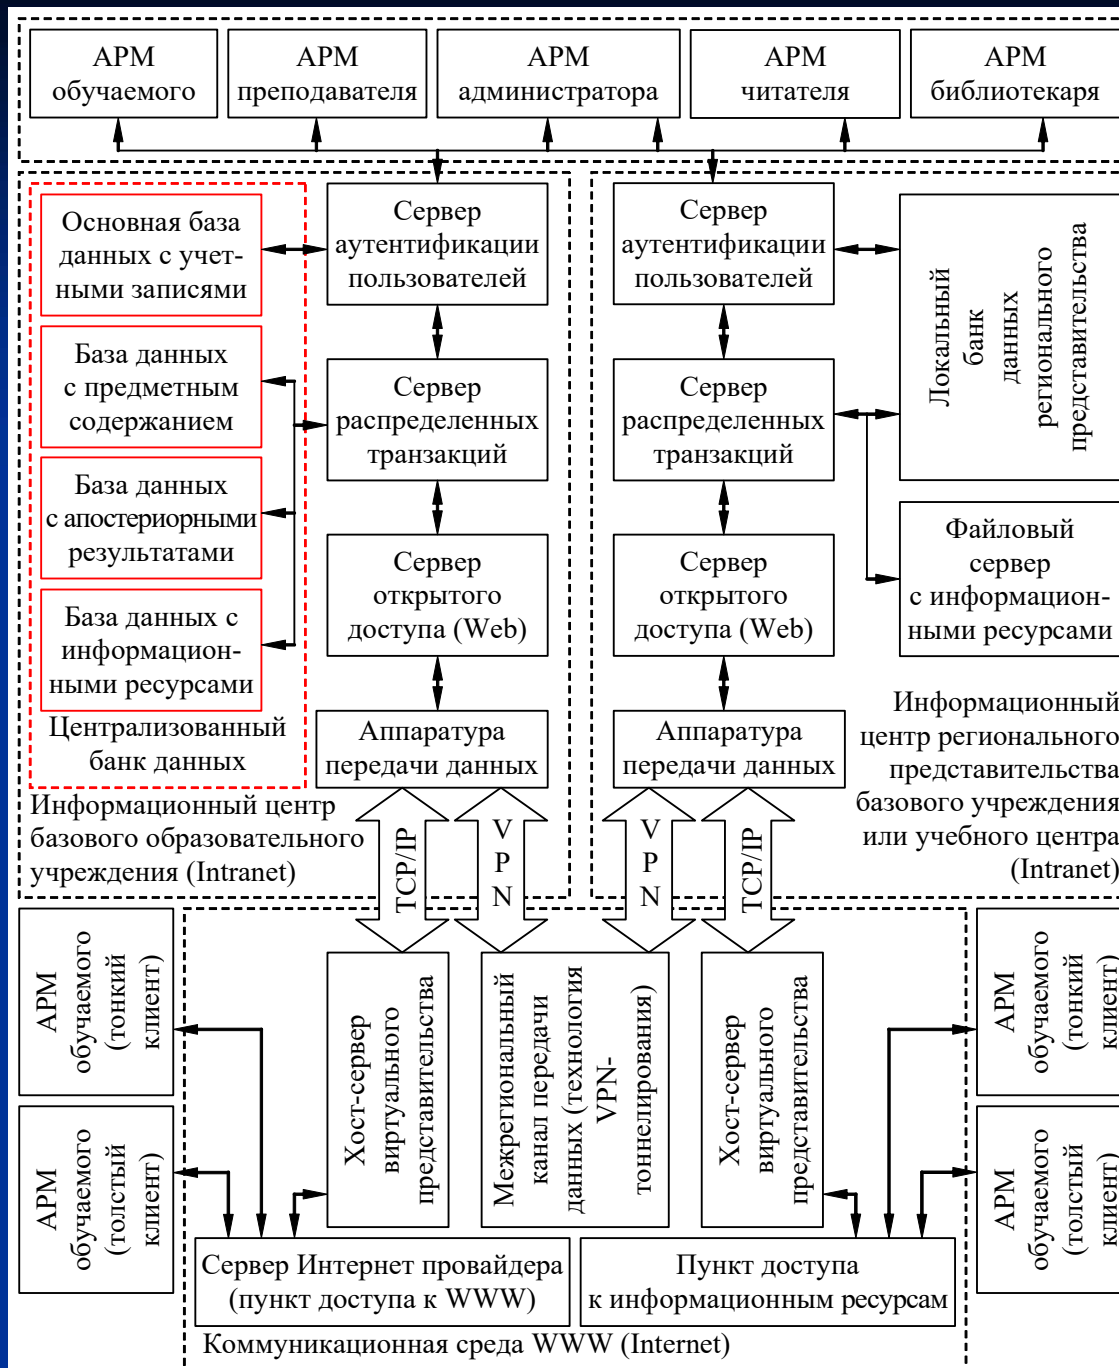 АРМ
обучаемого
АРМ
преподавателя
АРМ
администратора
АРМ
читателя
АРМ
библиотекаря
Основная база
данных с учет-
ными записями
База данных
с предметным
содержанием
База данных
с апостериорными
результатами
База данных с
информацион-
ными ресурсами
Централизованный
банк данных
Информационный центр
базового образовательного
учреждения (Intranet)
Сервер
аутентификации
пользователей
Сервер
распределенных
транзакций
Сервер
открытого
доступа (Web)
Аппаратура
передачи данных
Сервер
аутентификации
пользователей
Сервер
распределенных
транзакций
Сервер
открытого
доступа (Web)
Аппаратура
передачи данных
Локальный
банк
данных
регионального
представительства
Файловый
сервер
с информацион-
ными ресурсами
Информационный
центр регионального
представительства
базового учреждения
или учебного центра
(Intranet)
TCP/IP
VPN
VPN
TCP/IP
АРМ
обучаемого
(тонкий
клиент)
АРМ
обучаемого
(толстый
клиент)
Хост-сервер
виртуального
представительства
Межрегиональный
канал передачи
данных (технология
VPN-
тоннелирования)
Хост-сервер
виртуального
представительства
АРМ
обучаемого
(тонкий
клиент)
АРМ
обучаемого
(толстый
клиент)
Сервер Интернет провайдера
(пункт доступа к WWW)
Пункт доступа
к информационным ресурсам
Коммуникационная среда WWW (Internet)